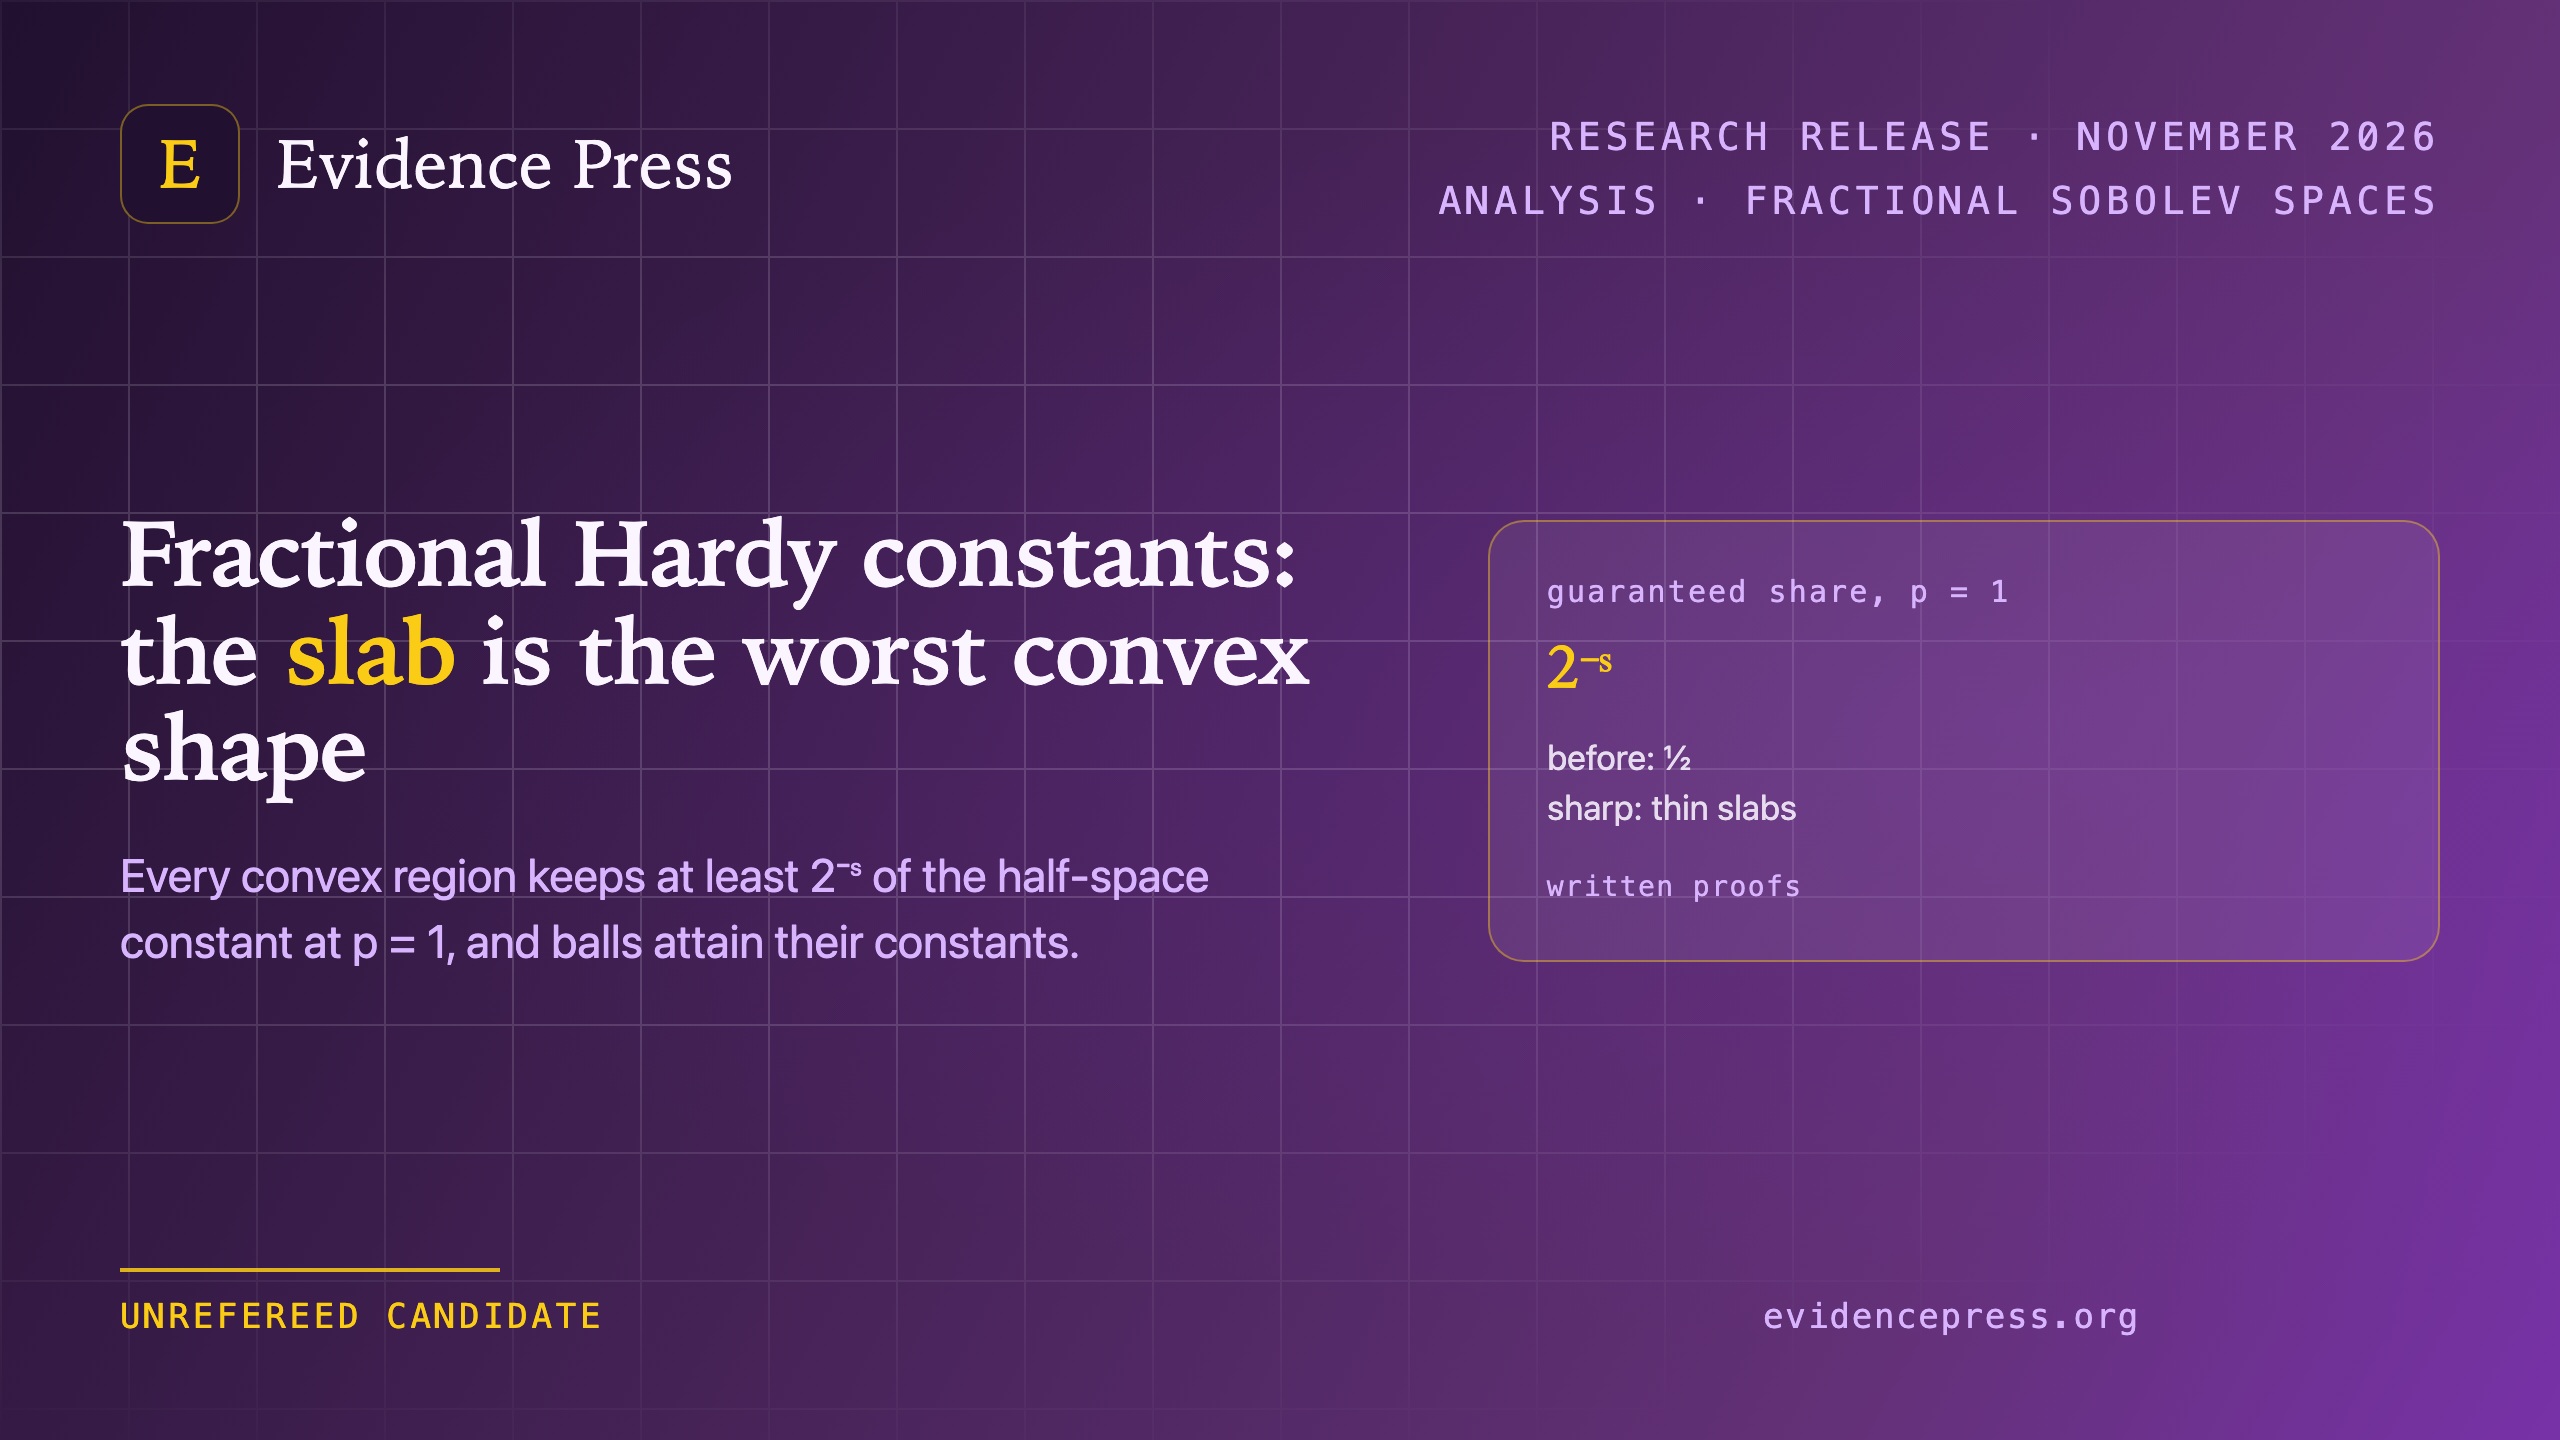 E
Evidence Press
RESEARCH RELEASE · NOVEMBER 2026
ANALYSIS · FRACTIONAL SOBOLEV SPACES
Fractional Hardy constants:
the slab is the worst convex
shape
Every convex region keeps at least 2⁻ˢ of the half-space
constant at p = 1, and balls attain their constants.
guaranteed share, p = 1
2⁻ˢ
before: ½
sharp: thin slabs
written proofs
UNREFEREED CANDIDATE
evidencepress.org